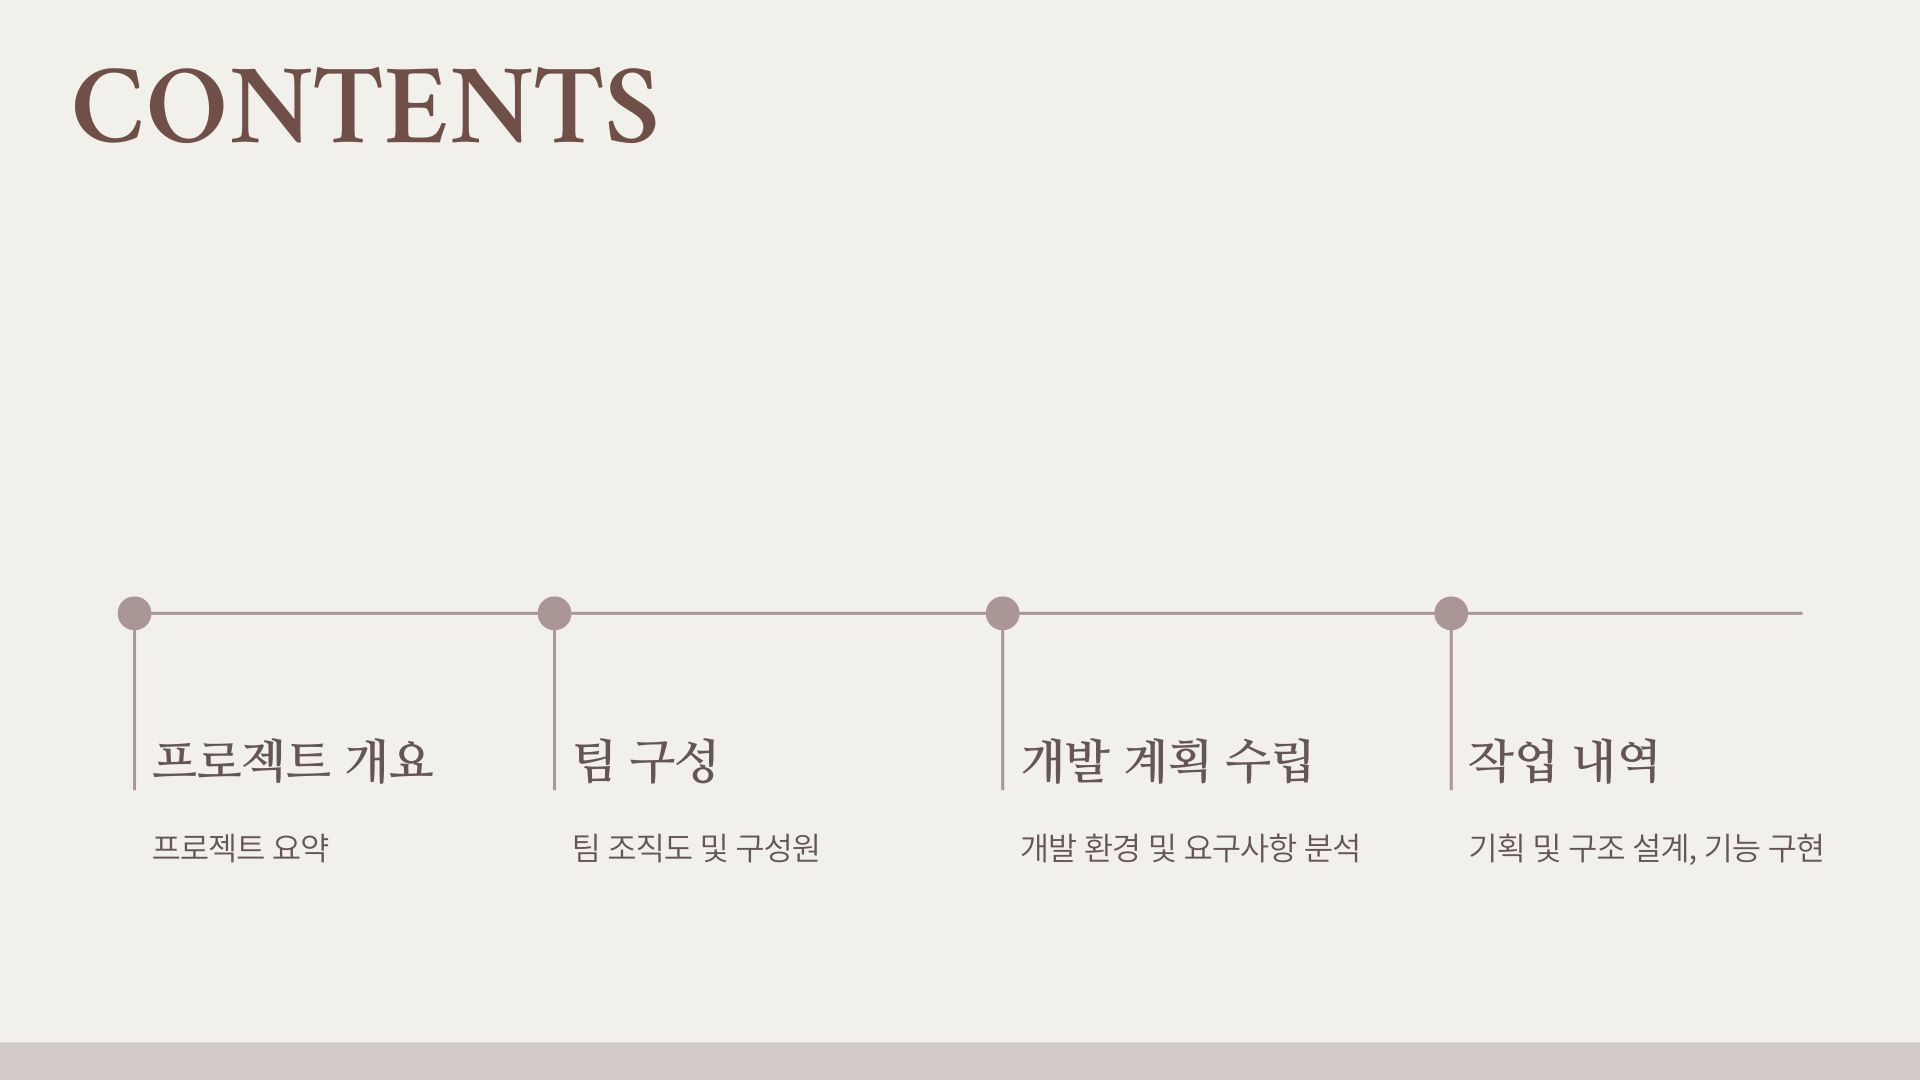 CONTENTS
프로젝트 개요
프로젝트 요약
팀 구성
팀 조직도 및 구성원
개발 계획 수립
개발 환경 및 요구사항 분석
작업 내역
기획 및 구조 설계, 기능 구현